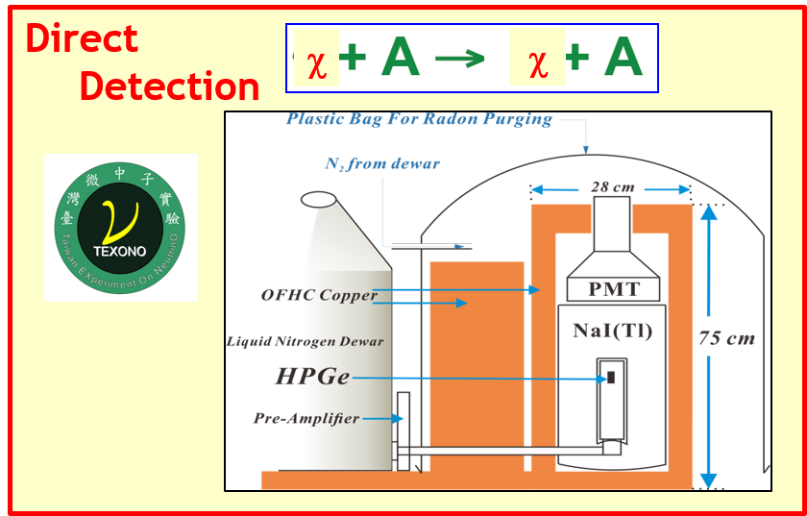 Direct
Detection
χ + A → χ + A
Plastic Bag For Radon Purging
N₂ from dewar
28 cm
臺灣微中子實驗
TEXONO
Taiwan EXperiment On NeutrinO
OFHC Copper
PMT
NaI(Tl)
75 cm
Liquid Nitrogen Dewar
HPGe
Pre-Amplifier